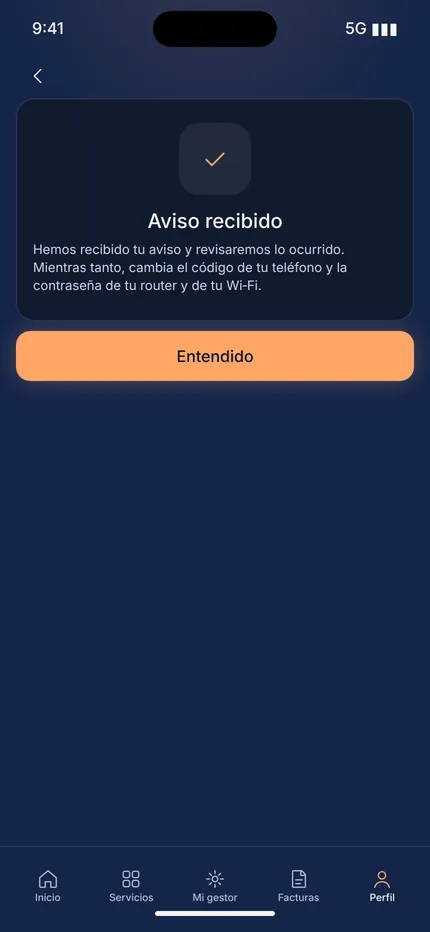 9:41
5G
Aviso recibido
Hemos recibido tu aviso y revisaremos lo ocurrido.
Mientras tanto, cambia el código de tu teléfono y la
contraseña de tu router y de tu Wi-Fi.
Entendido
Inicio
Servicios
Mi gestor
Facturas
Perfil